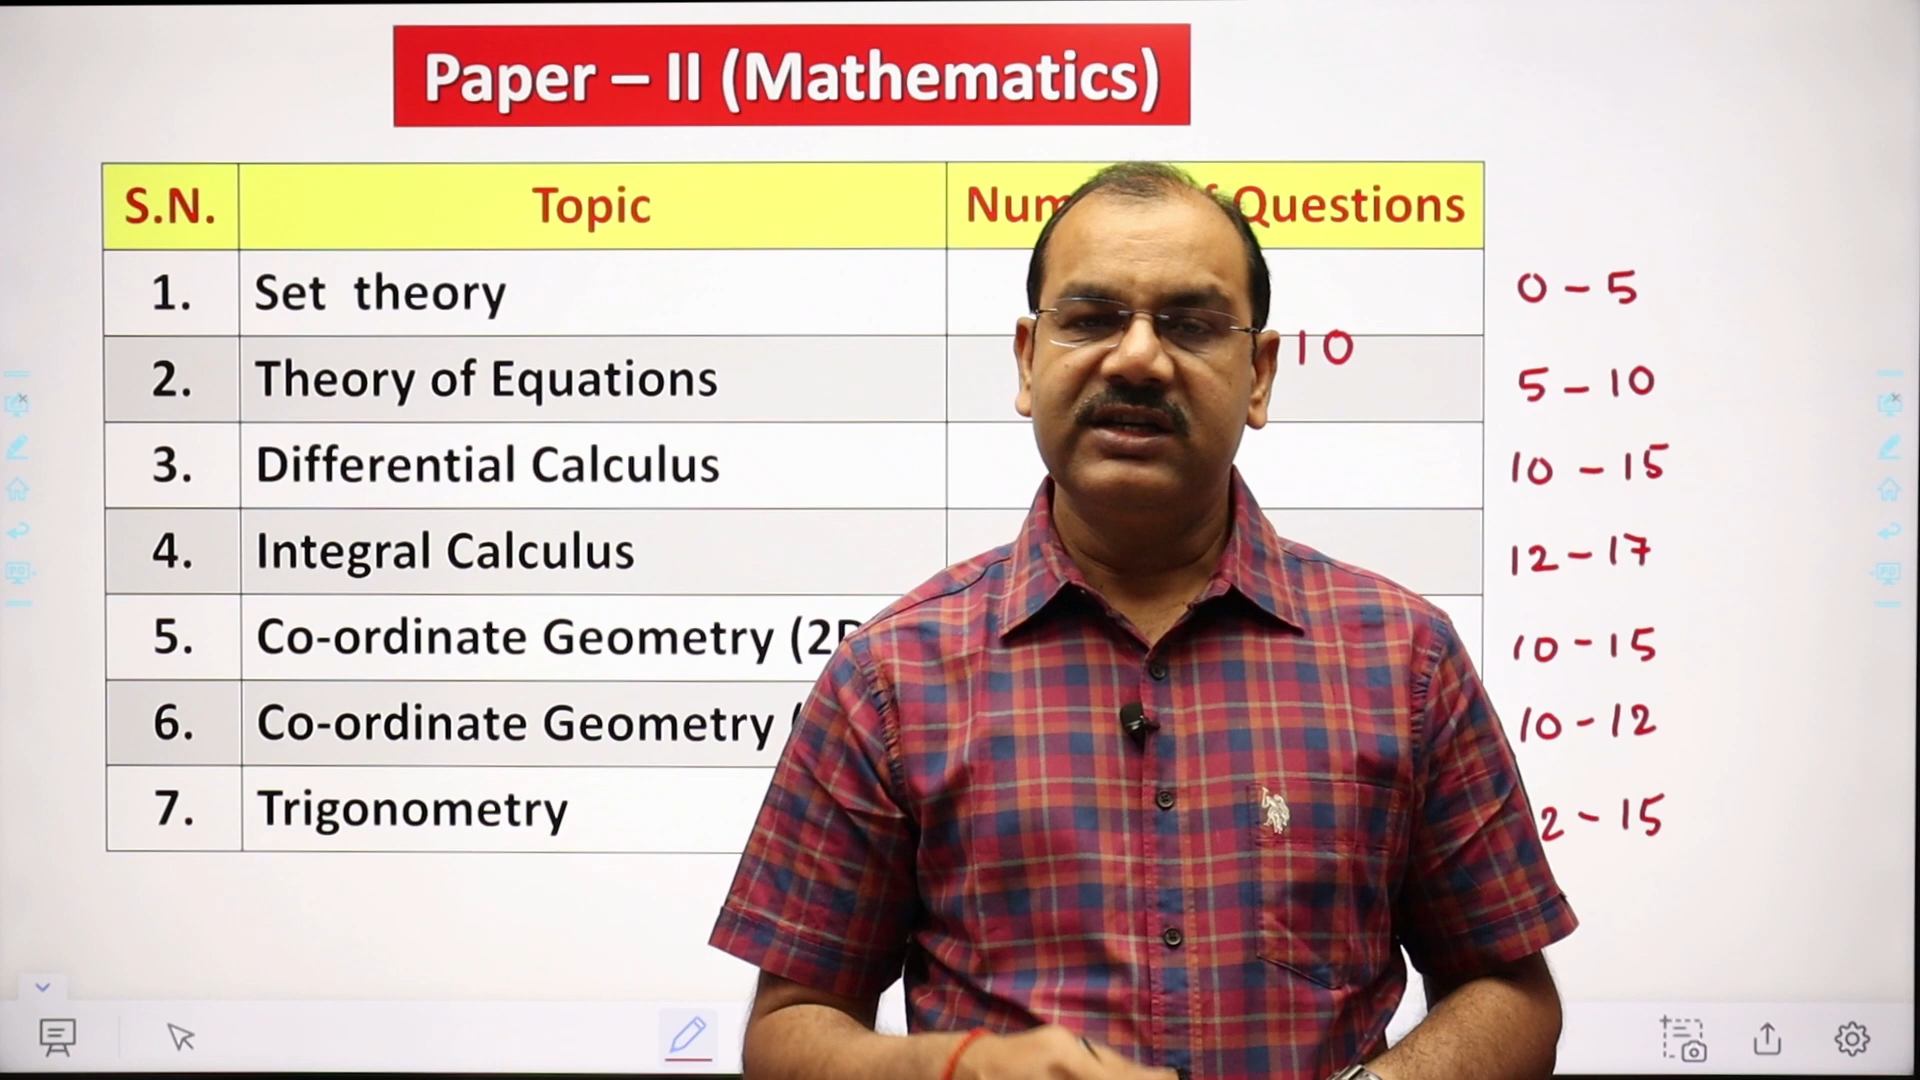 Paper – II (Mathematics)
S.N. Topic Questions
1. Set theory 0 - 5
10
2. Theory of Equations 5 - 10
3. Differential Calculus 10 - 15
4. Integral Calculus 12 - 17
5. Co-ordinate Geometry 10 - 15
6. Co-ordinate Geometry 10 - 12
7. Trigonometry 2 - 15